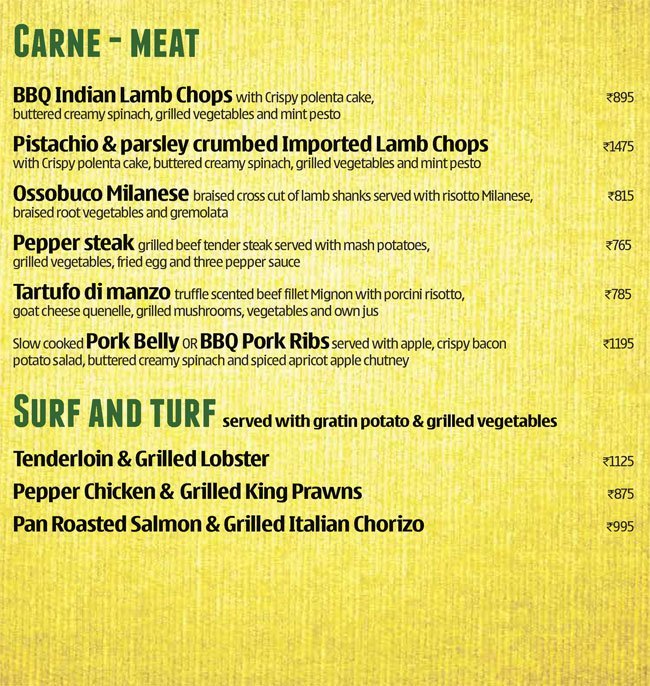 CARNE - MEAT
BBQ Indian Lamb Chops with Crispy polenta cake, ₹895
buttered creamy spinach, grilled vegetables and mint pesto
Pistachio & parsley crumbed Imported Lamb Chops ₹1475
with Crispy polenta cake, buttered creamy spinach, grilled vegetables and mint pesto
Ossobuco Milanese braised cross cut of lamb shanks served with risotto Milanese, ₹815
braised root vegetables and gremolata
Pepper steak grilled beef tender steak served with mash potatoes, ₹765
grilled vegetables, fried egg and three pepper sauce
Tartufo di manzo truffle scented beef fillet Mignon with porcini risotto, ₹785
goat cheese quenelle, grilled mushrooms, vegetables and own jus
Slow cooked Pork Belly OR BBQ Pork Ribs served with apple, crispy bacon ₹1195
potato salad, buttered creamy spinach and spiced apricot apple chutney
SURF AND TURF served with gratin potato & grilled vegetables
Tenderloin & Grilled Lobster ₹1125
Pepper Chicken & Grilled King Prawns ₹875
Pan Roasted Salmon & Grilled Italian Chorizo ₹995